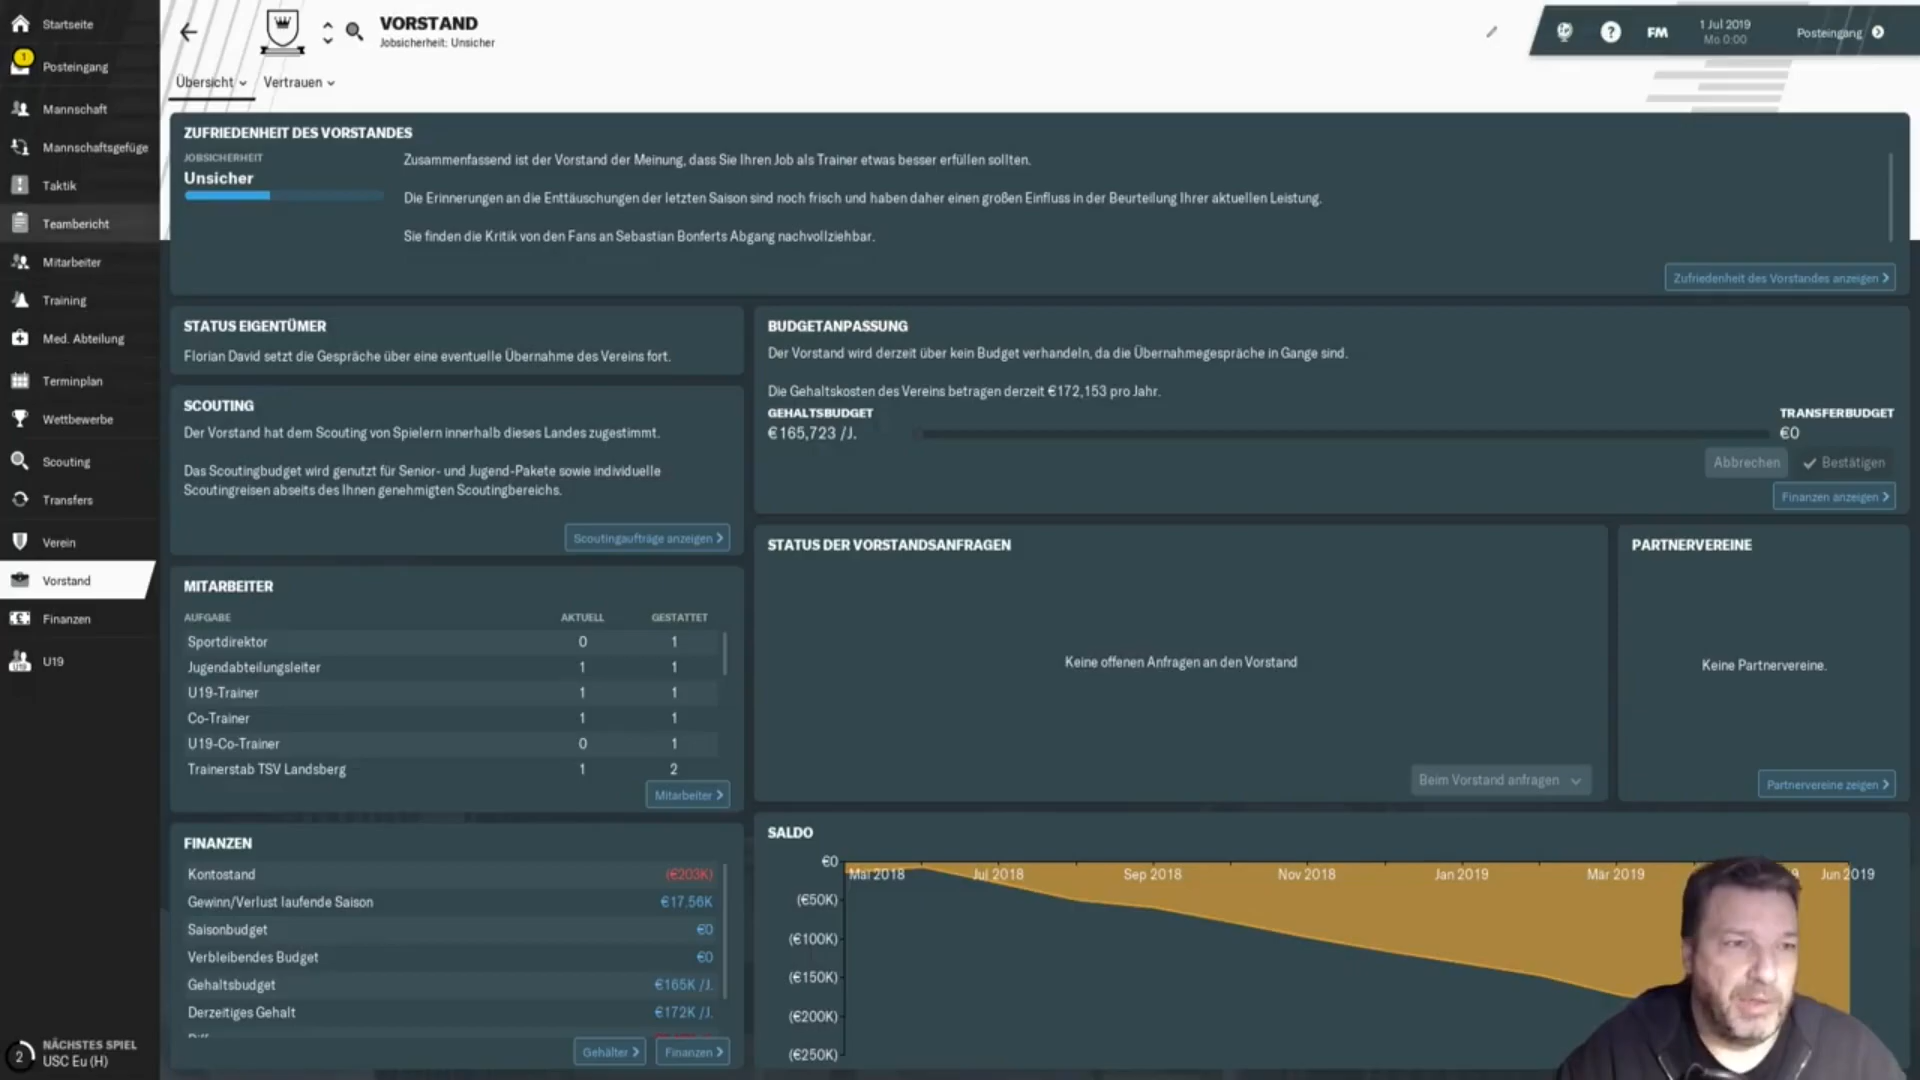 Startseite
1
Posteingang
Mannschaft
Mannschaftsgefüge
Taktik
Teambericht
Mitarbeiter
Training
Med. Abteilung
Terminplan
Wettbewerbe
Scouting
Transfers
Verein
Vorstand
Finanzen
U19
2
NÄCHSTES SPIEL
USC Eu (H)
VORSTAND
Jobsicherheit: Unsicher
Übersicht
Vertrauen
?
FM
1 Jul 2019
Mo 0:00
Posteingang
ZUFRIEDENHEIT DES VORSTANDES
JOBSICHERHEIT
Unsicher
Zusammenfassend ist der Vorstand der Meinung, dass Sie Ihren Job als Trainer etwas besser erfüllen sollten.
Die Erinnerungen an die Enttäuschungen der letzten Saison sind noch frisch und haben daher einen großen Einfluss in der Beurteilung Ihrer aktuellen Leistung.
Sie finden die Kritik von den Fans an Sebastian Bonferts Abgang nachvollziehbar.
Zufriedenheit des Vorstandes anzeigen
STATUS EIGENTÜMER
Florian David setzt die Gespräche über eine eventuelle Übernahme des Vereins fort.
SCOUTING
Der Vorstand hat dem Scouting von Spielern innerhalb dieses Landes zugestimmt.
Das Scoutingbudget wird genutzt für Senior- und Jugend-Pakete sowie individuelle
Scoutingreisen abseits des Ihnen genehmigten Scoutingbereichs.
Scoutingaufträge anzeigen
MITARBEITER
AUFGABE AKTUELL GESTATTET
Sportdirektor 0 1
Jugendabteilungsleiter 1 1
U19-Trainer 1 1
Co-Trainer 1 1
U19-Co-Trainer 0 1
Trainerstab TSV Landsberg 1 2
Mitarbeiter
FINANZEN
Kontostand (€203K)
Gewinn/Verlust laufende Saison €17.56K
Saisonbudget €0
Verbleibendes Budget €0
Gehaltsbudget €165K /J.
Derzeitiges Gehalt €172K /J.
Gehälter
Finanzen
BUDGETANPASSUNG
Der Vorstand wird derzeit über kein Budget verhandeln, da die Übernahmegespräche in Gange sind.
Die Gehaltskosten des Vereins betragen derzeit €172,153 pro Jahr.
GEHALTSBUDGET TRANSFERBUDGET
€165,723 /J. €0
Abbrechen Bestätigen
Finanzen anzeigen
STATUS DER VORSTANDSANFRAGEN
Keine offenen Anfragen an den Vorstand
Beim Vorstand anfragen
PARTNERVEREINE
Keine Partnervereine.
Partnervereine zeigen
SALDO
€0
Mai 2018 Jul 2018 Sep 2018 Nov 2018 Jan 2019 Mar 2019 Jun 2019
(€50K)
(€100K)
(€150K)
(€200K)
(€250K)